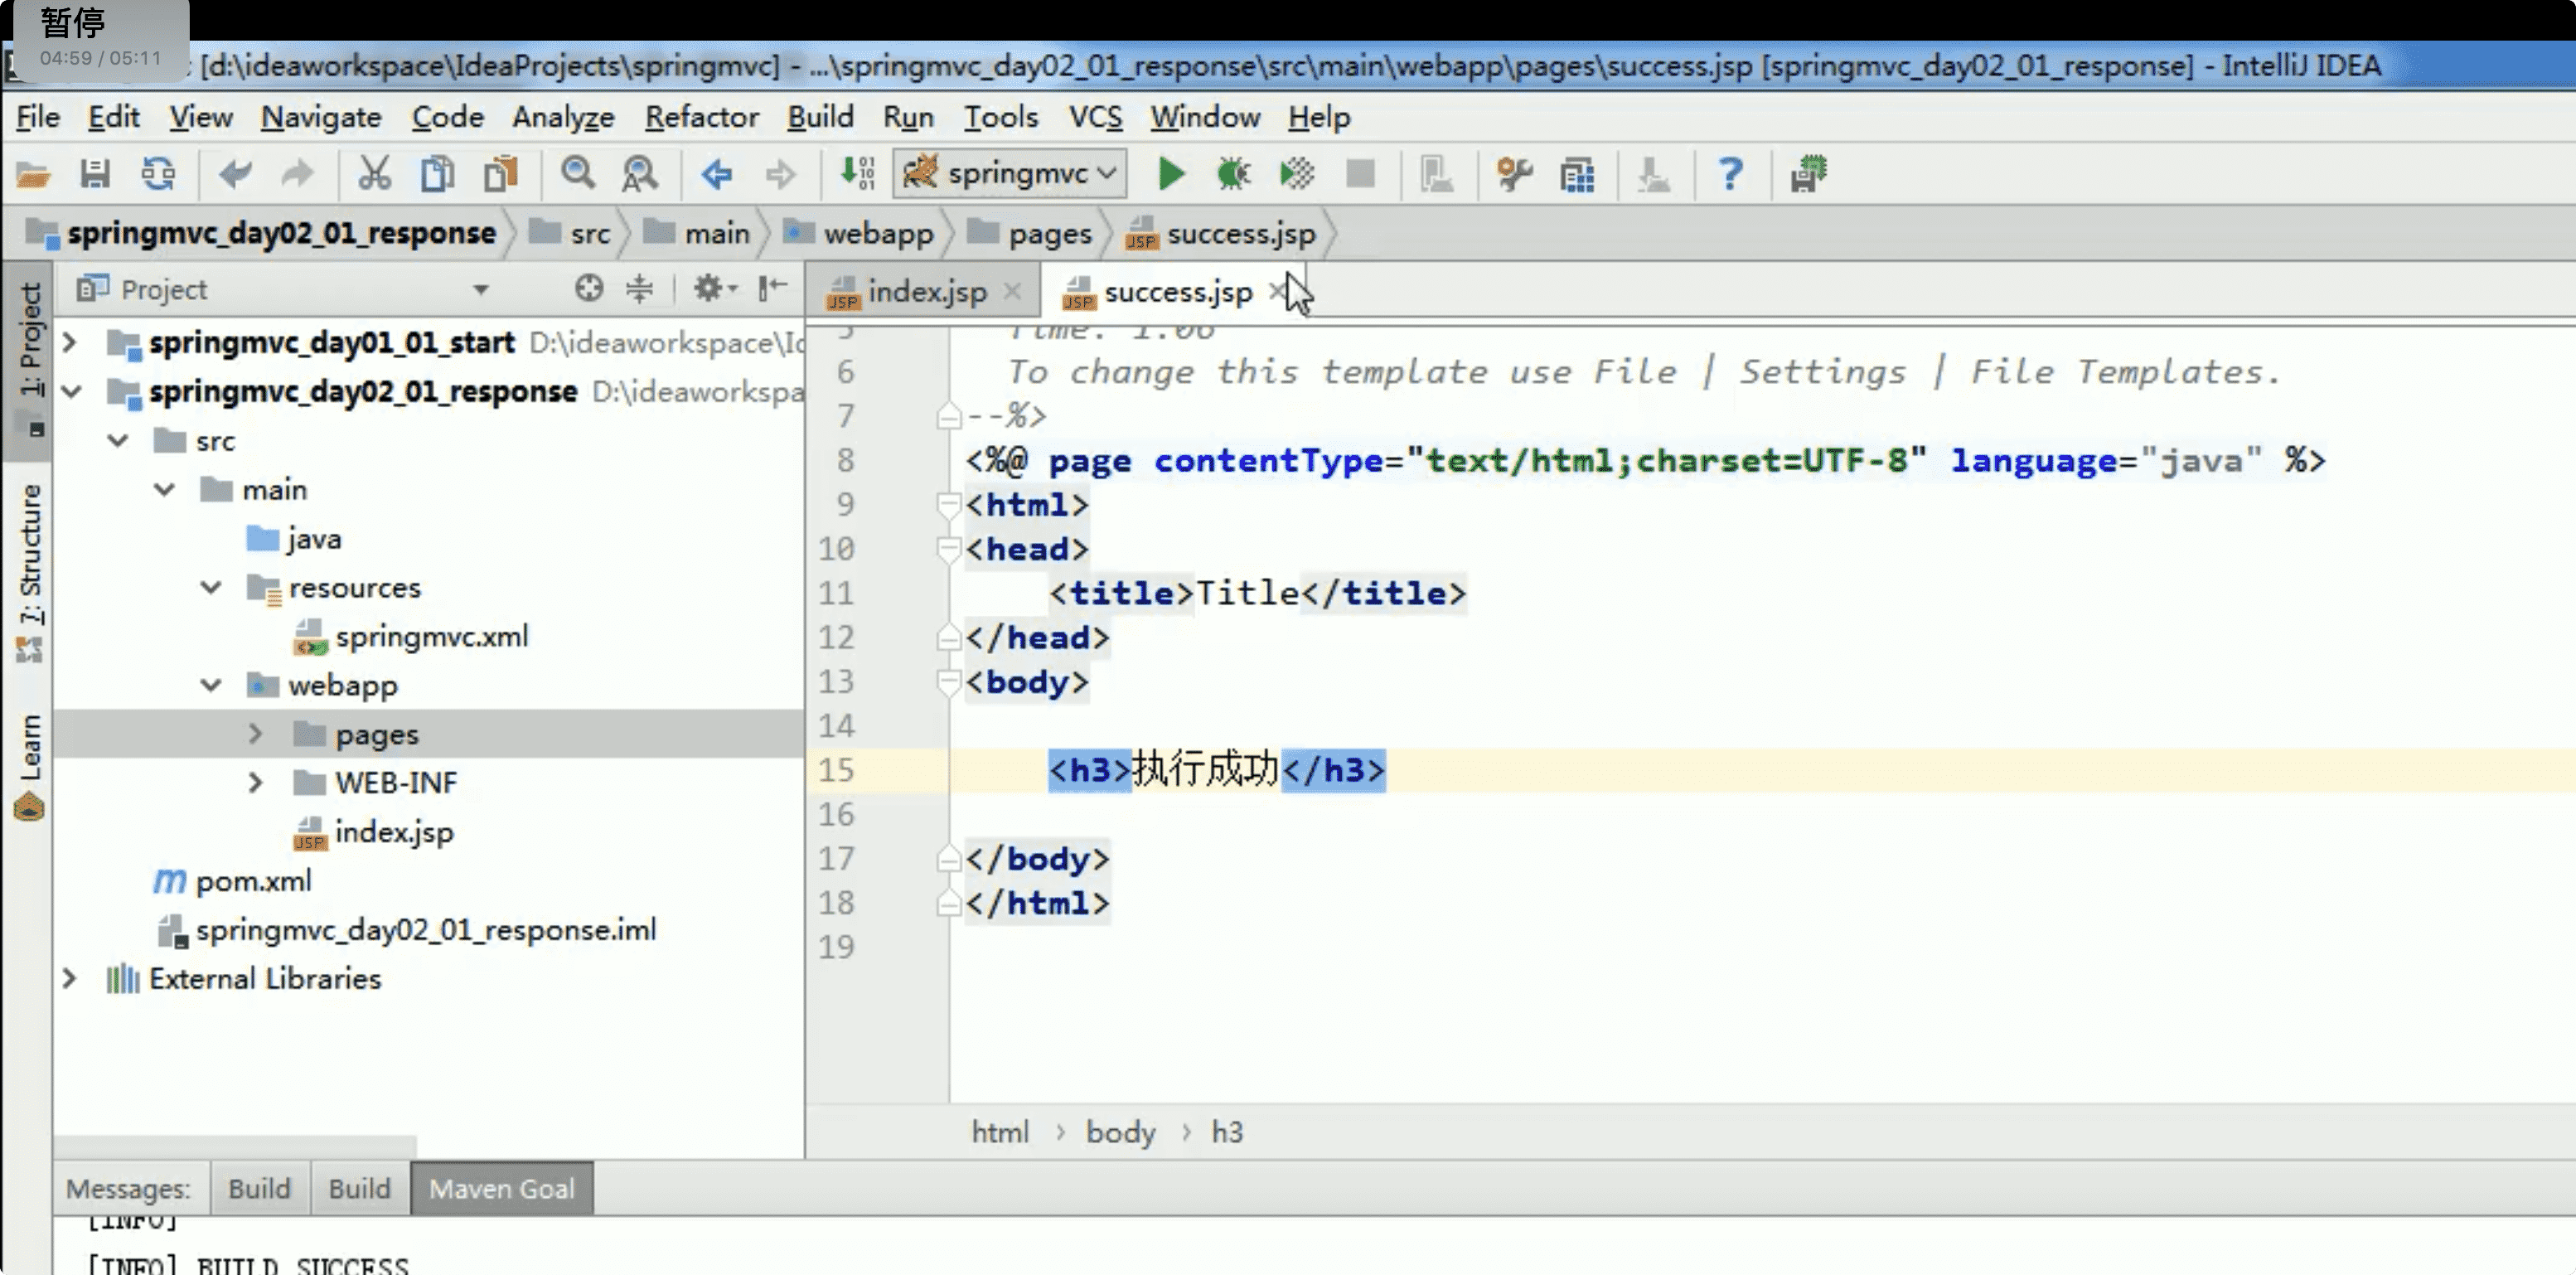 暂停
04:59 / 05:11
[d:\ideaworkspace\IdeaProjects\springmvc] - ...\springmvc_day02_01_response\src\main\webapp\pages\success.jsp [springmvc_day02_01_response] - IntelliJ IDEA
File Edit View Navigate Code Analyze Refactor Build Run Tools VCS Window Help
springmvc
springmvc_day02_01_response src main webapp pages success.jsp
1: Project
7: Structure
Learn
Project
springmvc_day01_01_start D:\ideaworkspace\Ic
springmvc_day02_01_response D:\ideaworkspa
src
main
java
resources
springmvc.xml
webapp
pages
WEB-INF
index.jsp
pom.xml
springmvc_day02_01_response.iml
External Libraries
index.jsp success.jsp
5 Time: 1:06
6 To change this template use File | Settings | File Templates.
7 --%>
8 <%@ page contentType="text/html;charset=UTF-8" language="java" %>
9 <html>
10 <head>
11 <title>Title</title>
12 </head>
13 <body>
14
15 <h3>执行成功</h3>
16
17 </body>
18 </html>
19
html › body › h3
Messages: Build Build Maven Goal
[INFO]
[INFO] BUILD SUCCESS